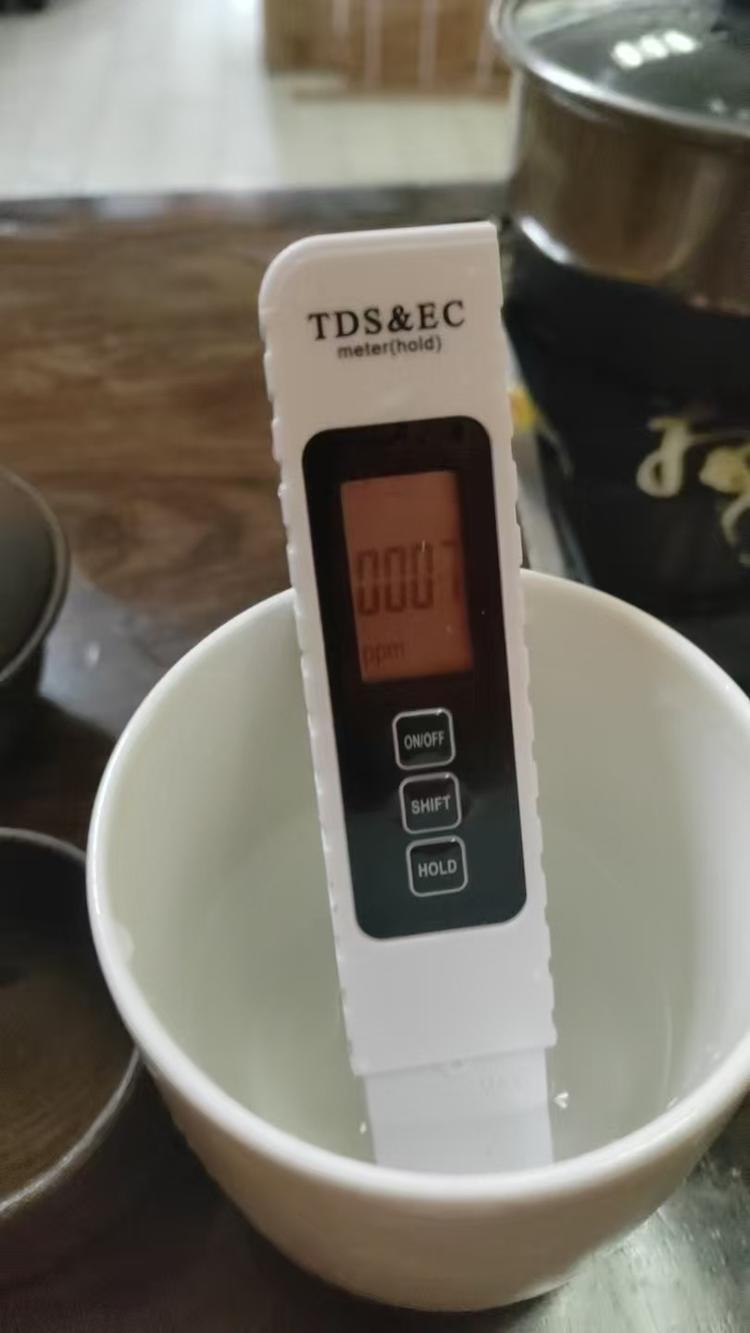 TDS&EC
meter(hold)
0007
ppm
ON/OFF
SHIFT
HOLD